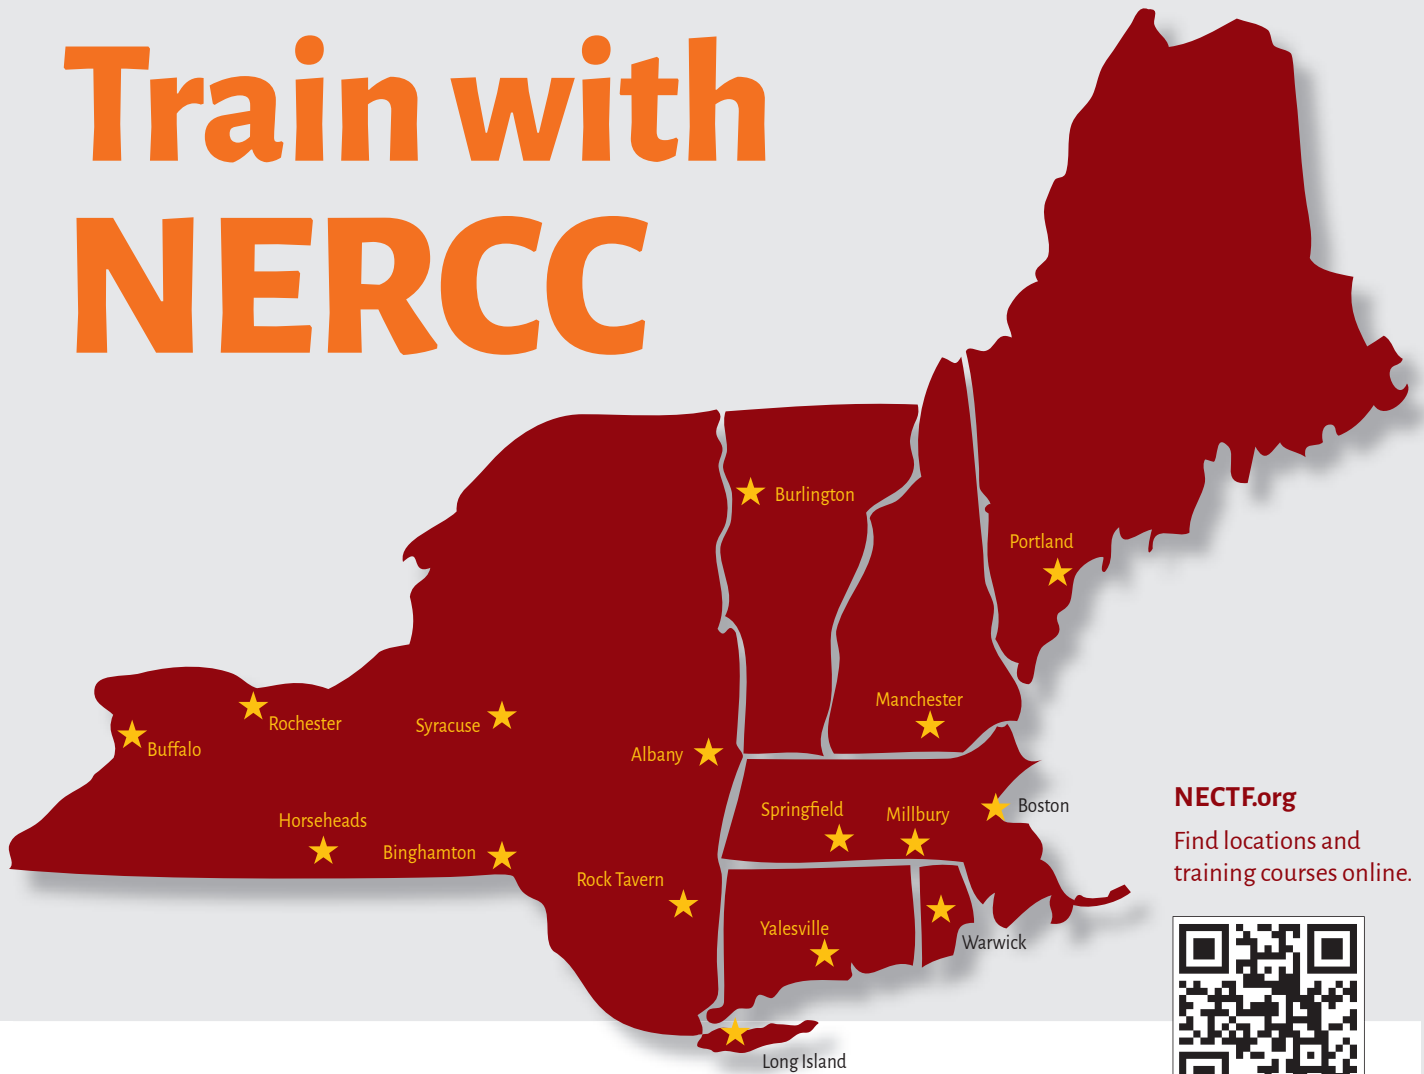 Train with
NERCC
Burlington
Portland
Manchester
Rochester
Syracuse
Buffalo
Albany
Springfield
Millbury
Boston
Horseheads
Binghamton
Rock Tavern
Yalesville
Warwick
Long Island
NECTF.org
Find locations and
training courses online.